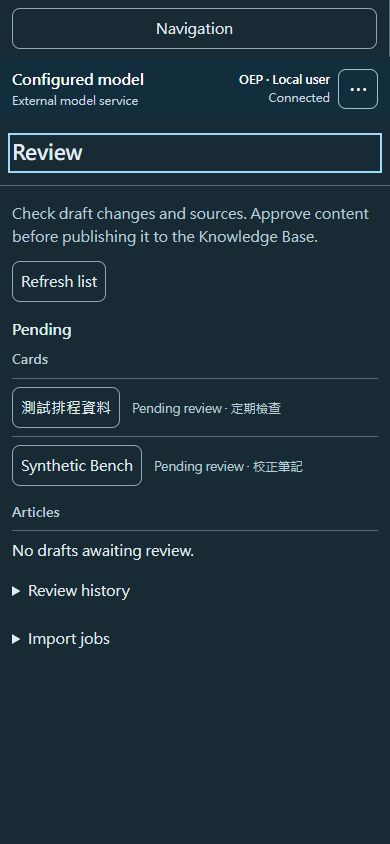 Navigation
Configured model
OEP · Local user
External model service
Connected
...
Review
Check draft changes and sources. Approve content
before publishing it to the Knowledge Base.
Refresh list
Pending
Cards
測試排程資料 Pending review · 定期檢查
Synthetic Bench Pending review · 校正筆記
Articles
No drafts awaiting review.
Review history
Import jobs